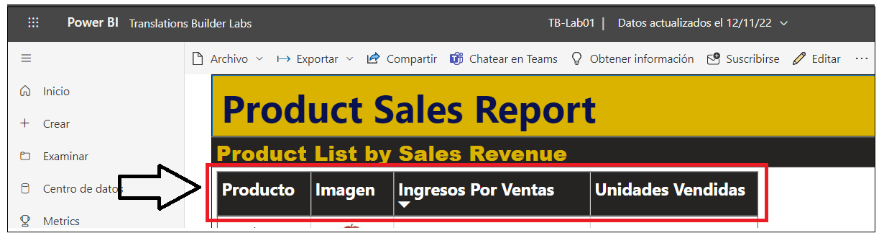 Power BI Translations Builder Labs TB-Lab01 | Datos actualizados el 12/11/22
Archivo Exportar Compartir Chatear en Teams Obtener información Suscribirse Editar ...
Inicio
Crear
Examinar
Centro de datos
Metrics
Product Sales Report
Product List by Sales Revenue
Producto Imagen Ingresos Por Ventas Unidades Vendidas